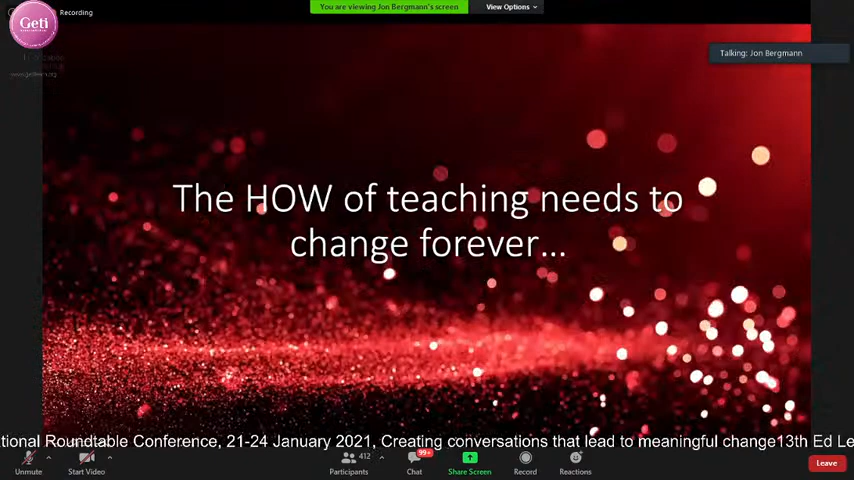 Geti
Recording
You are viewing Jon Bergmann's screen
View Options
Talking: Jon Bergmann
The HOW of teaching needs to
change forever...
tional Roundtable Conference, 21-24 January 2021, Creating conversations that lead to meaningful change13th Ed Le
Unmute
Start Video
Participants
412
Chat
99+
Share Screen
Record
Reactions
Leave